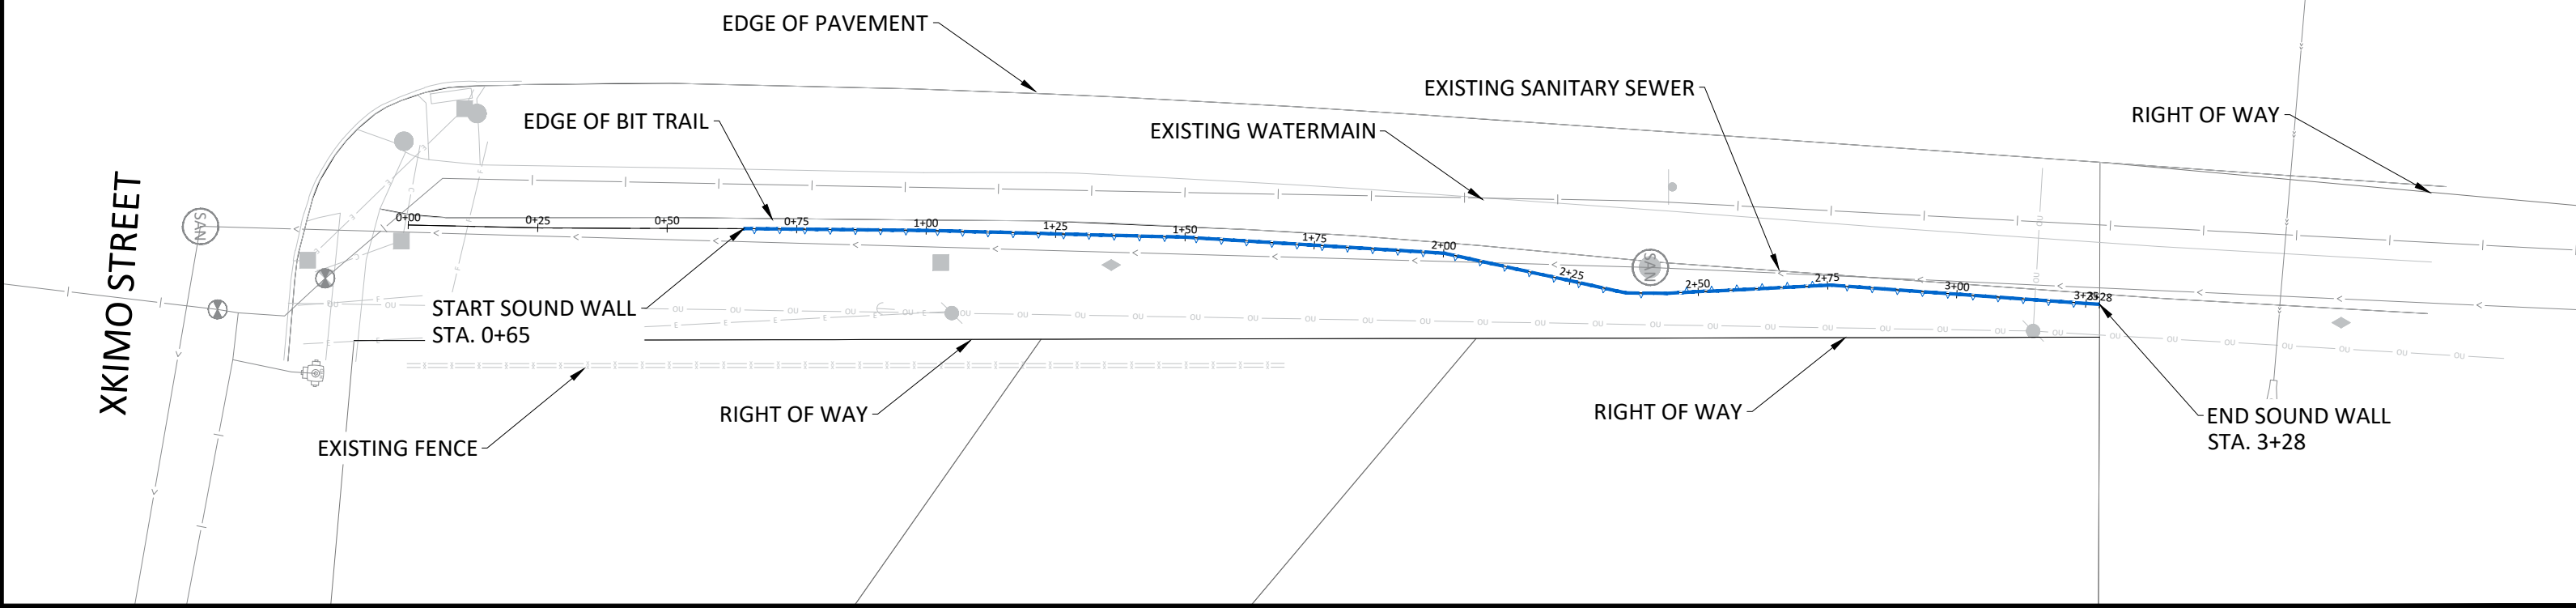 EDGE OF PAVEMENT
EXISTING SANITARY SEWER
RIGHT OF WAY
EDGE OF BIT TRAIL
EXISTING WATERMAIN
XKIMO STREET
SAN
0+00
0+25
0+50
0+75
1+00
1+25
1+50
1+75
2+00
2+25
SAN
2+50
2+75
3+00
3+25
3+28
START SOUND WALL
STA. 0+65
RIGHT OF WAY
RIGHT OF WAY
END SOUND WALL
STA. 3+28
EXISTING FENCE